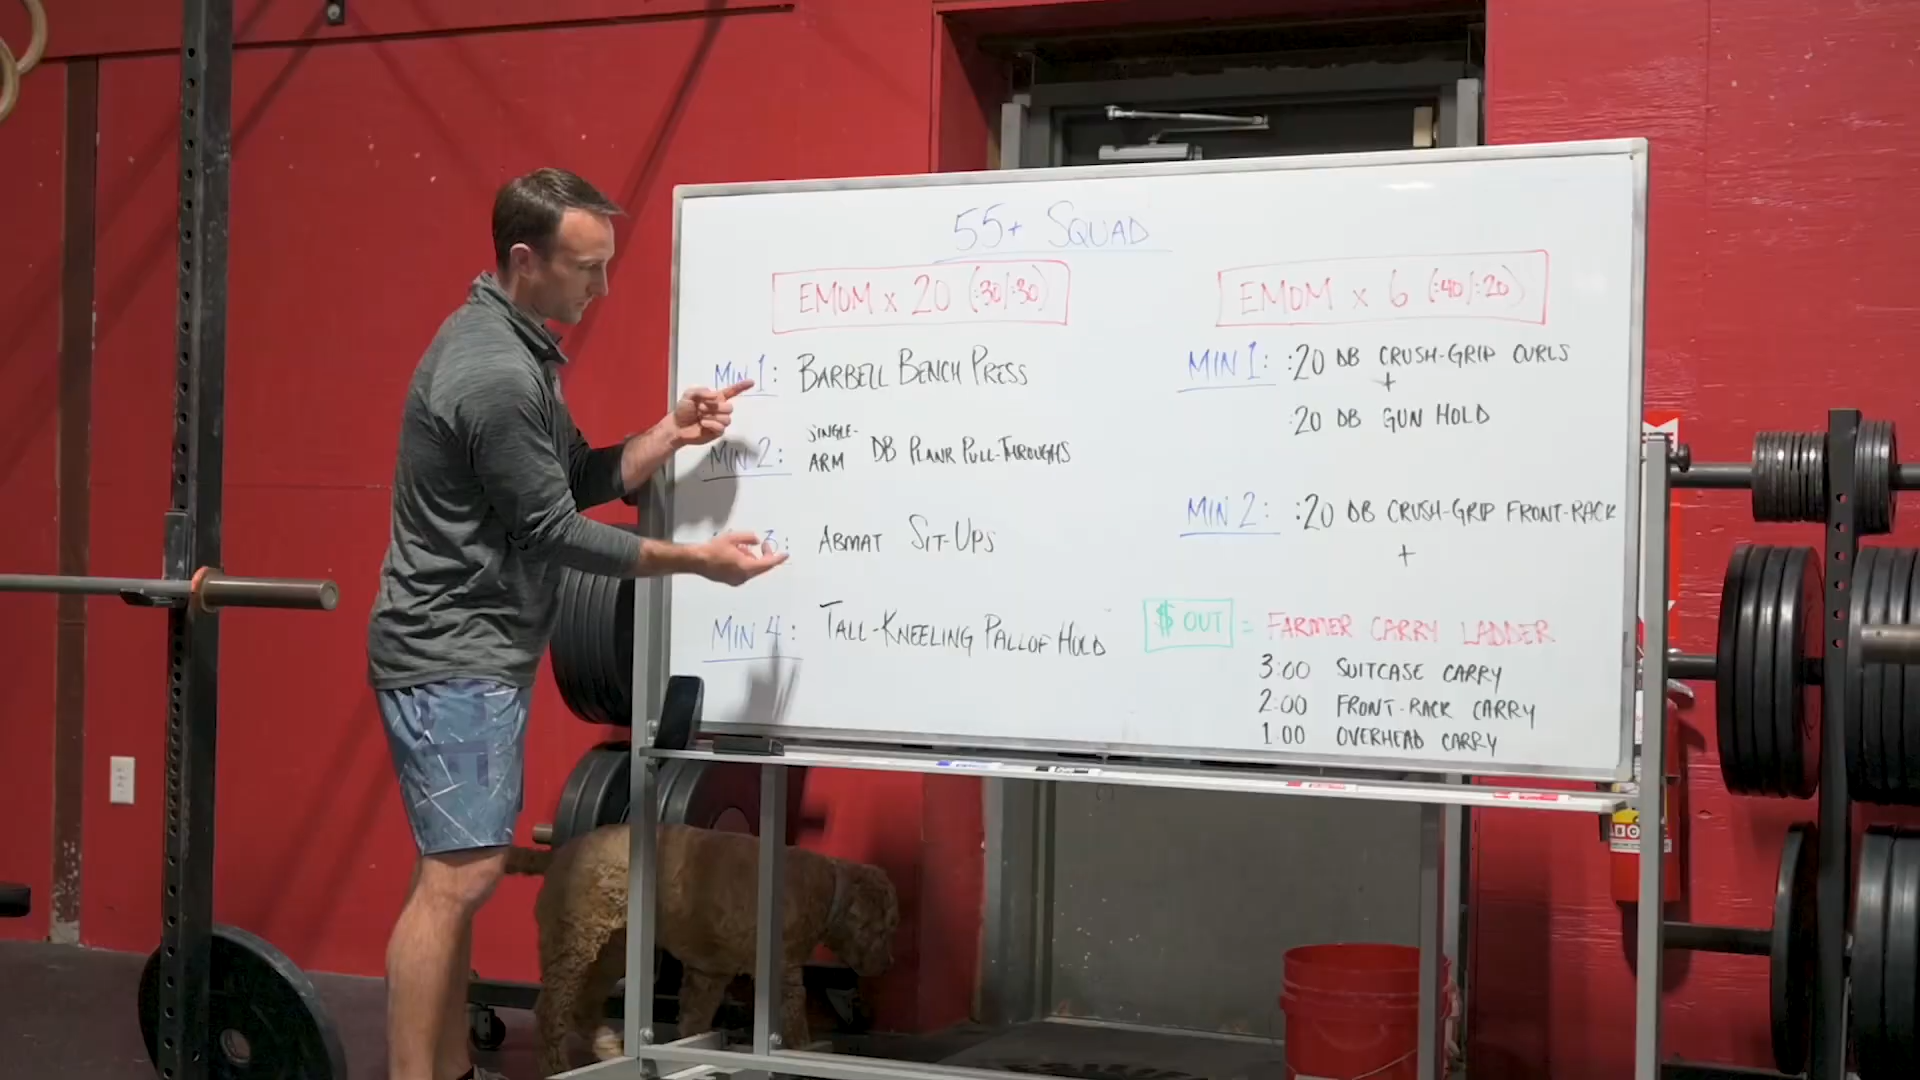 55+ SQUAD
EMOM x 20 (:30/:30)
MIN 1: BARBELL BENCH PRESS
MIN 2: SINGLE-ARM DB PLANK PULL-THROUGHS
3: ABMAT SIT-UPS
MIN 4: TALL-KNEELING PALLOF HOLD
EMOM x 6 (:40/:20)
MIN 1: :20 DB CRUSH-GRIP CURLS
+
:20 DB GUN HOLD
MIN 2: :20 DB CRUSH-GRIP FRONT-RACK
+
$ OUT = FARMER CARRY LADDER
3:00 SUITCASE CARRY
2:00 FRONT-RACK CARRY
1:00 OVERHEAD CARRY